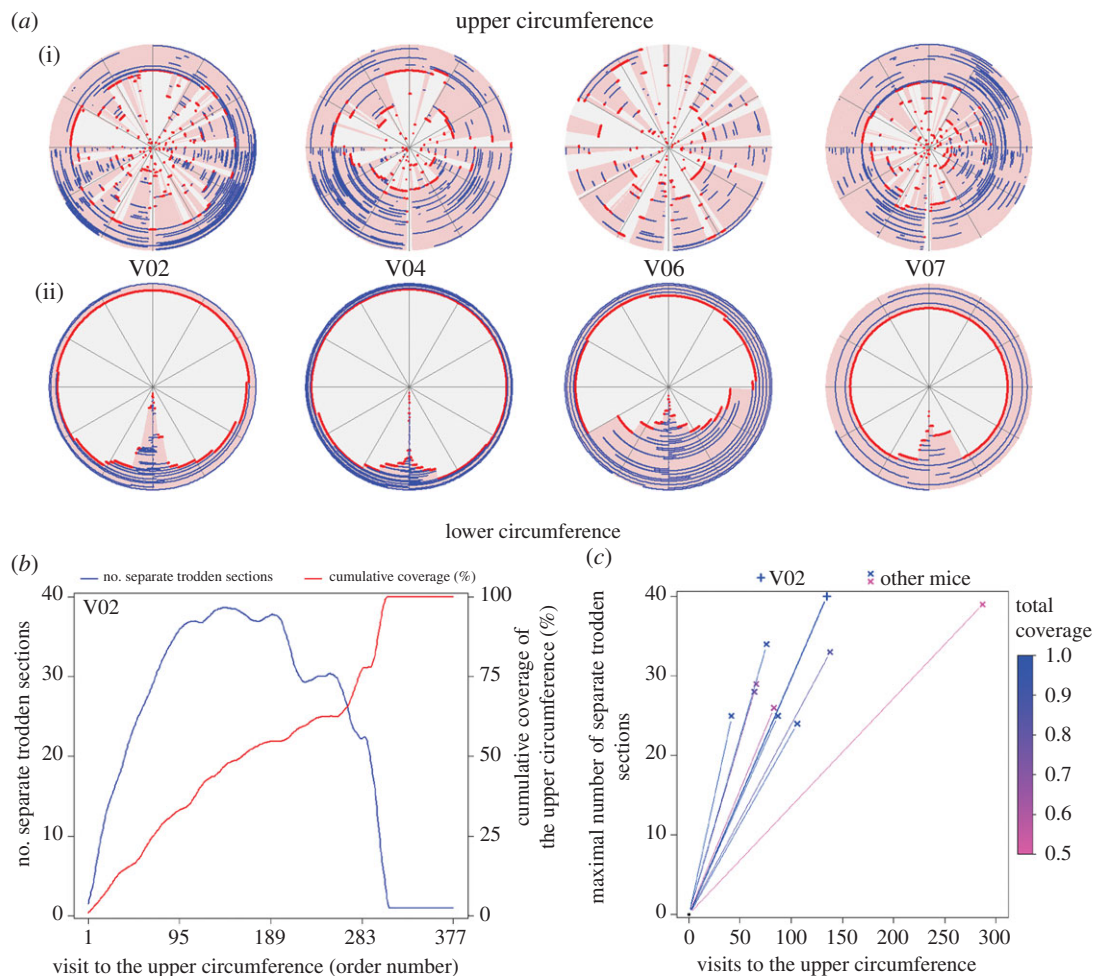 (a)
upper circumference
(i)
V02 V04 V06 V07
(ii)
lower circumference
(b)
no. separate trodden sections
cumulative coverage (%)
V02
40
30
20
10
0
no. separate trodden sections
100
75
50
25
0
cumulative coverage of
the upper circumference (%)
1 95 189 283 377
visit to the upper circumference (order number)
(c)
V02
other mice
40
30
20
10
0
maximal number of separate trodden
sections
0 50 100 150 200 250 300
visits to the upper circumference
total
coverage
1.0
0.9
0.8
0.7
0.6
0.5